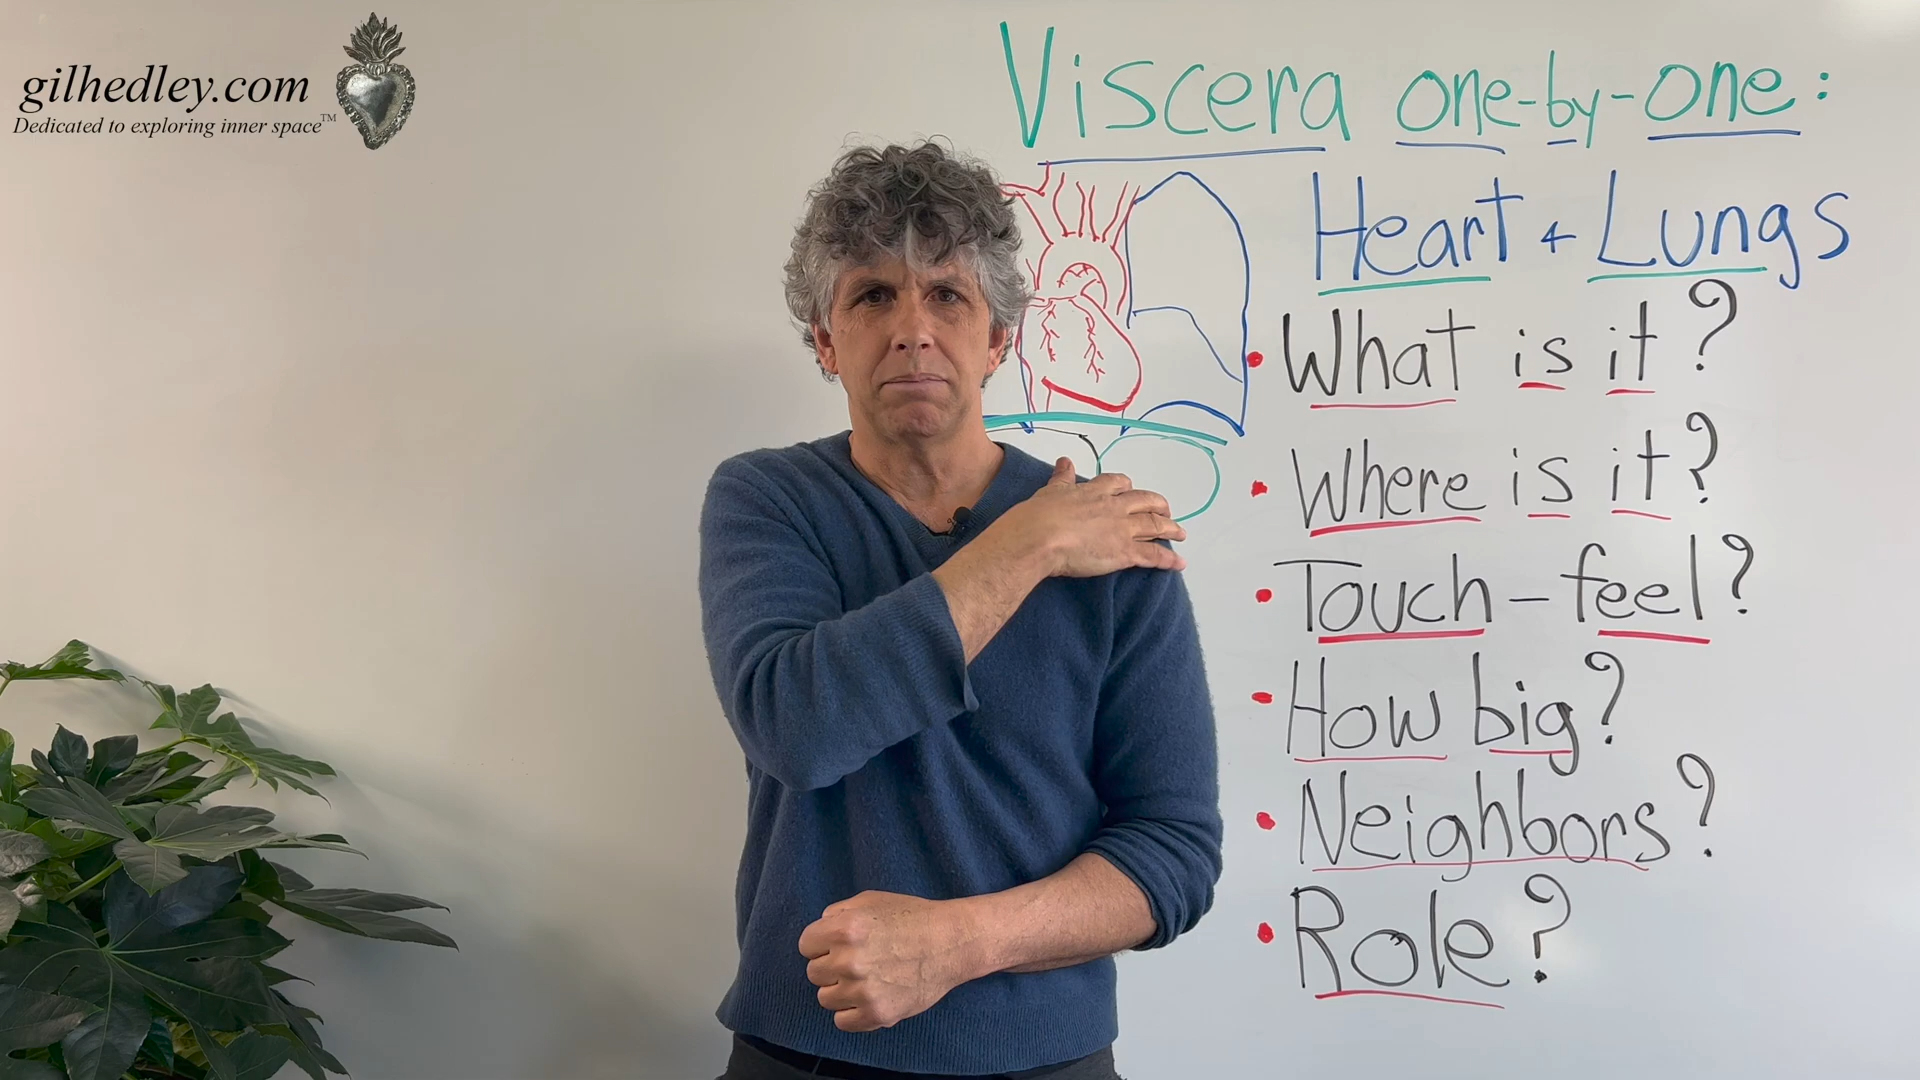 gilhedley.com
Dedicated to exploring inner space™
Viscera one-by-one:
Heart + Lungs
• What is it?
• Where is it?
• Touch – feel?
• How big?
• Neighbors?
• Role?